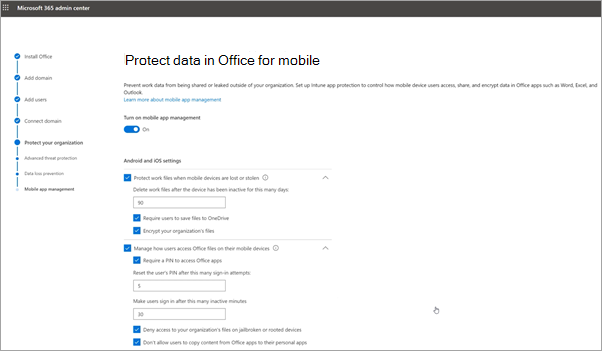 Microsoft 365 admin center
Install Office
Add domain
Add users
Connect domain
Protect your organization
Advanced threat protection
Data loss prevention
Mobile app management
Protect data in Office for mobile
Prevent work data from being shared or leaked outside of your organization. Set up Intune app protection to control how mobile device users access, share, and encrypt data in Office apps such as Word, Excel, and
Outlook.
Learn more about mobile app management
Turn on mobile app management
On
Android and iOS settings
Protect work files when mobile devices are lost or stolen
Delete work files after the device has been inactive for this many days:
90
Require users to save files to OneDrive
Encrypt your organization's files
Manage how users access Office files on their mobile devices
Require a PIN to access Office apps
Reset the user's PIN after this many sign-in attempts:
5
Make users sign in after this many inactive minutes
30
Deny access to your organization's files on jailbroken or rooted devices
Don't allow users to copy content from Office apps to their personal apps